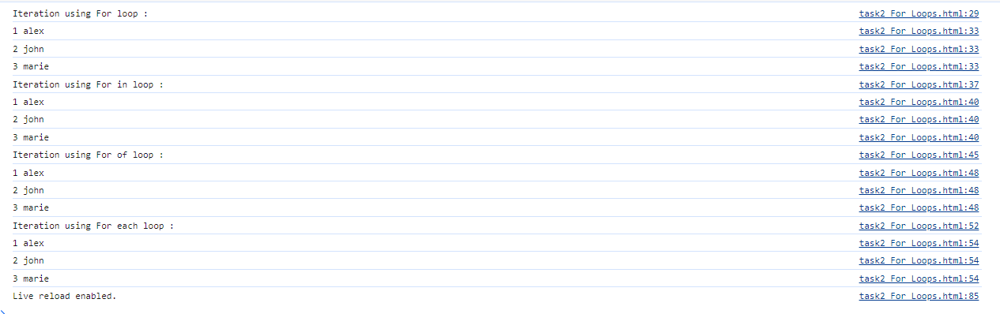 Iteration using For loop : task2 For Loops.html:29
1 alex task2 For Loops.html:33
2 john task2 For Loops.html:33
3 marie task2 For Loops.html:33
Iteration using For in loop : task2 For Loops.html:37
1 alex task2 For Loops.html:40
2 john task2 For Loops.html:40
3 marie task2 For Loops.html:40
Iteration using For of loop : task2 For Loops.html:45
1 alex task2 For Loops.html:48
2 john task2 For Loops.html:48
3 marie task2 For Loops.html:48
Iteration using For each loop : task2 For Loops.html:52
1 alex task2 For Loops.html:54
2 john task2 For Loops.html:54
3 marie task2 For Loops.html:54
Live reload enabled. task2 For Loops.html:85